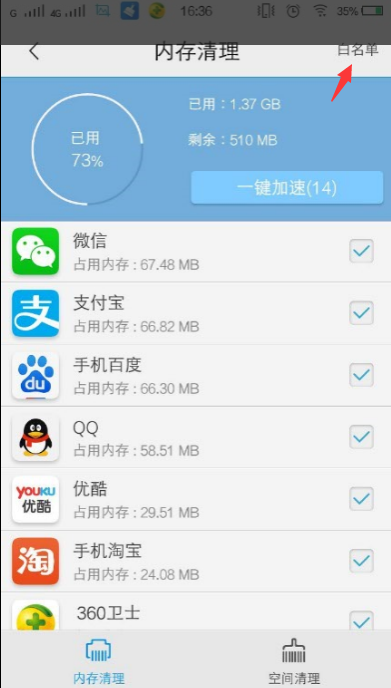 G 4G 16:36 35%
内存清理 白名单
已用
73%
已用：1.37 GB
剩余：510 MB
一键加速(14)
微信
占用内存 : 67.48 MB
支付宝
占用内存 : 66.82 MB
手机百度
占用内存 : 66.30 MB
QQ
占用内存 : 58.51 MB
优酷
占用内存 : 29.51 MB
手机淘宝
占用内存 : 24.08 MB
360卫士
支
du
YOUKU
优酷
淘
内存清理 空间清理